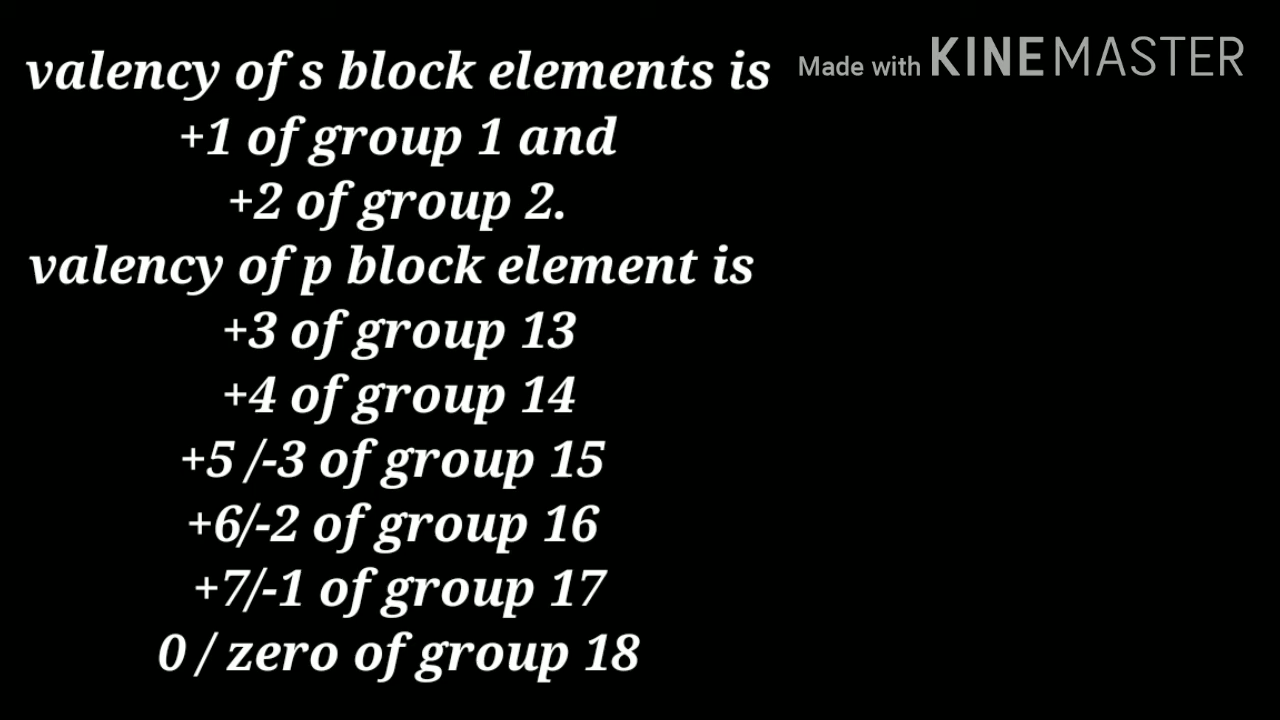 valency of s block elements is
+1 of group 1 and
+2 of group 2.
valency of p block element is
+3 of group 13
+4 of group 14
+5 /-3 of group 15
+6/-2 of group 16
+7/-1 of group 17
0 / zero of group 18
Made with KINEMASTER